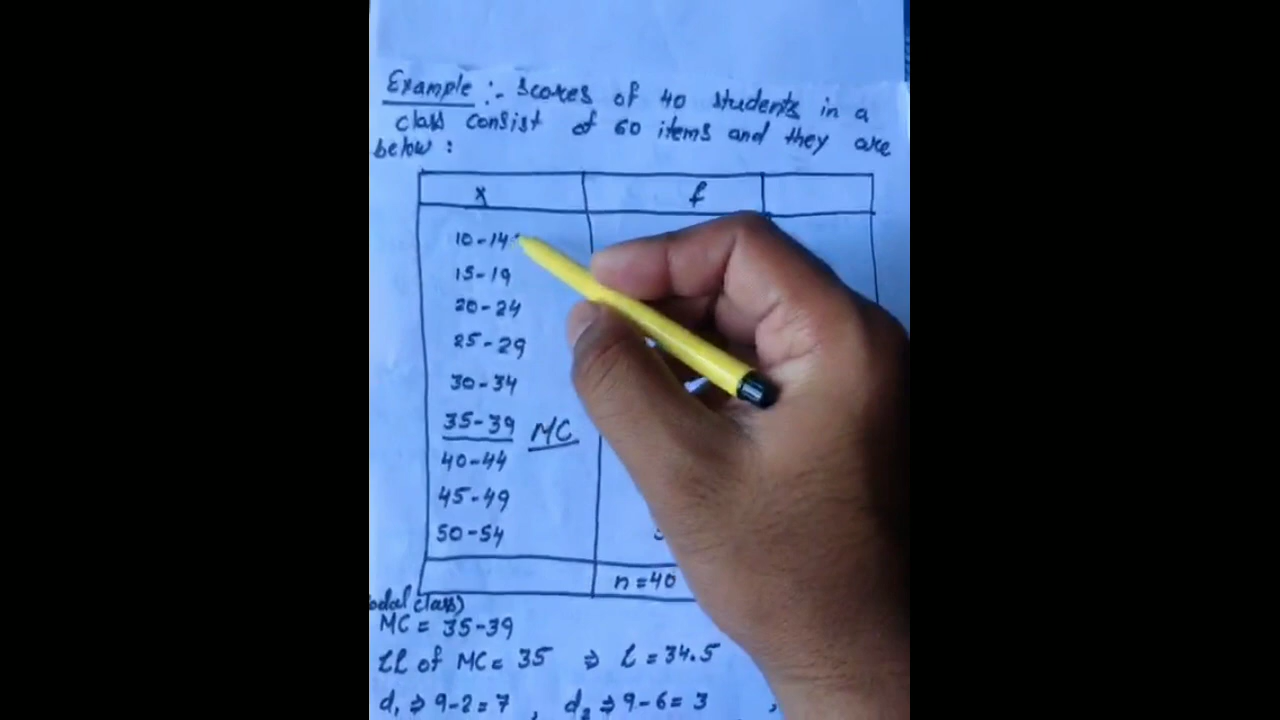 Example :- Scores of 40 students in a
class consist of 60 items and they are
below :
x f
10-14
15-19
20-24
25-29
30-34
35-39 MC
40-44
45-49
50-54
n=40
class)
MC = 35-39
LL of MC = 35 ⇒ L = 34.5
d₁ ⇒ 9-2=7 , d₂ ⇒ 9-6=3 ,